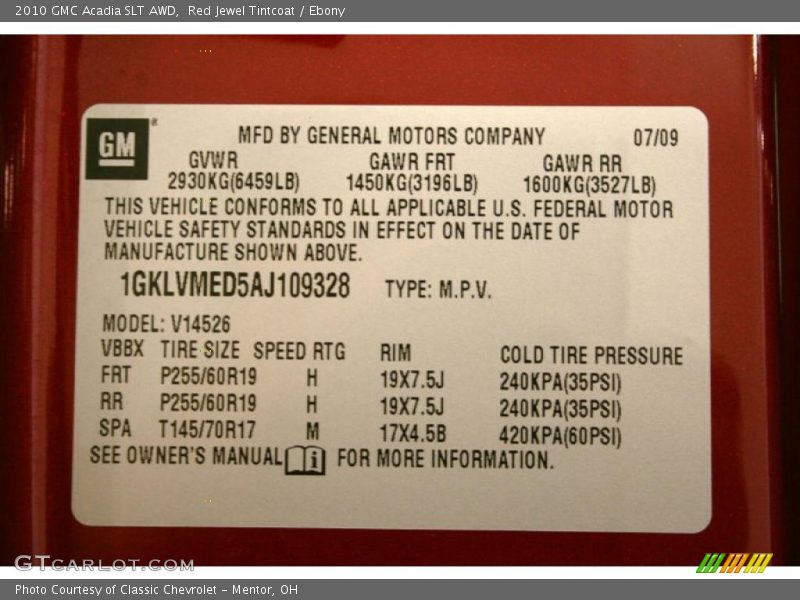 2010 GMC Acadia SLT AWD, Red Jewel Tintcoat / Ebony
GM®
MFD BY GENERAL MOTORS COMPANY 07/09
GVWR GAWR FRT GAWR RR
2930KG(6459LB) 1450KG(3196LB) 1600KG(3527LB)
THIS VEHICLE CONFORMS TO ALL APPLICABLE U.S. FEDERAL MOTOR
VEHICLE SAFETY STANDARDS IN EFFECT ON THE DATE OF
MANUFACTURE SHOWN ABOVE.
1GKLVMED5AJ109328 TYPE: M.P.V.
MODEL: V14526
VBBX TIRE SIZE SPEED RTG RIM COLD TIRE PRESSURE
FRT P255/60R19 H 19X7.5J 240KPA(35PSI)
RR P255/60R19 H 19X7.5J 240KPA(35PSI)
SPA T145/70R17 M 17X4.5B 420KPA(60PSI)
SEE OWNER'S MANUAL i FOR MORE INFORMATION.
GTCARLOT.COM
Photo Courtesy of Classic Chevrolet - Mentor, OH